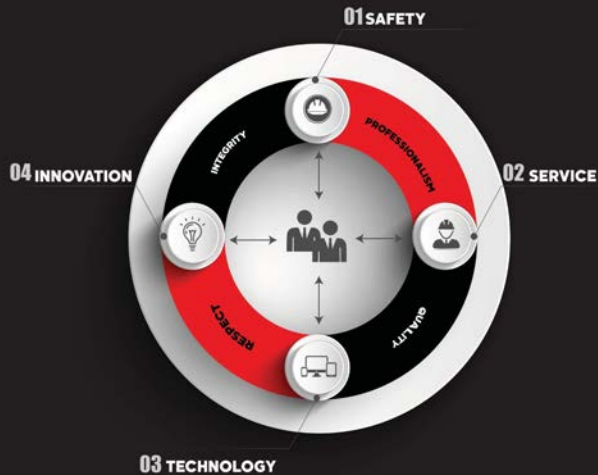 01 SAFETY
INTEGRITY
PROFESSIONALISM
04 INNOVATION
02 SERVICE
RESPECT
QUALITY
03 TECHNOLOGY